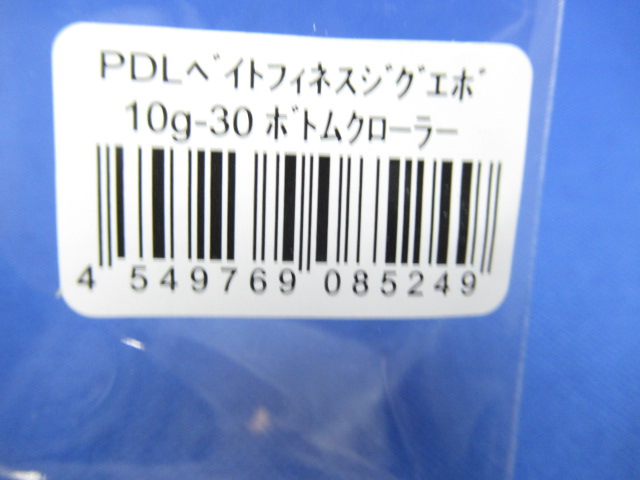 PDLﾍﾞｲﾄﾌｨﾈｽｼﾞｸﾞｴﾎﾞ
10g-30 ﾎﾞﾄﾑｸﾛｰﾗｰ
4 549769 085249